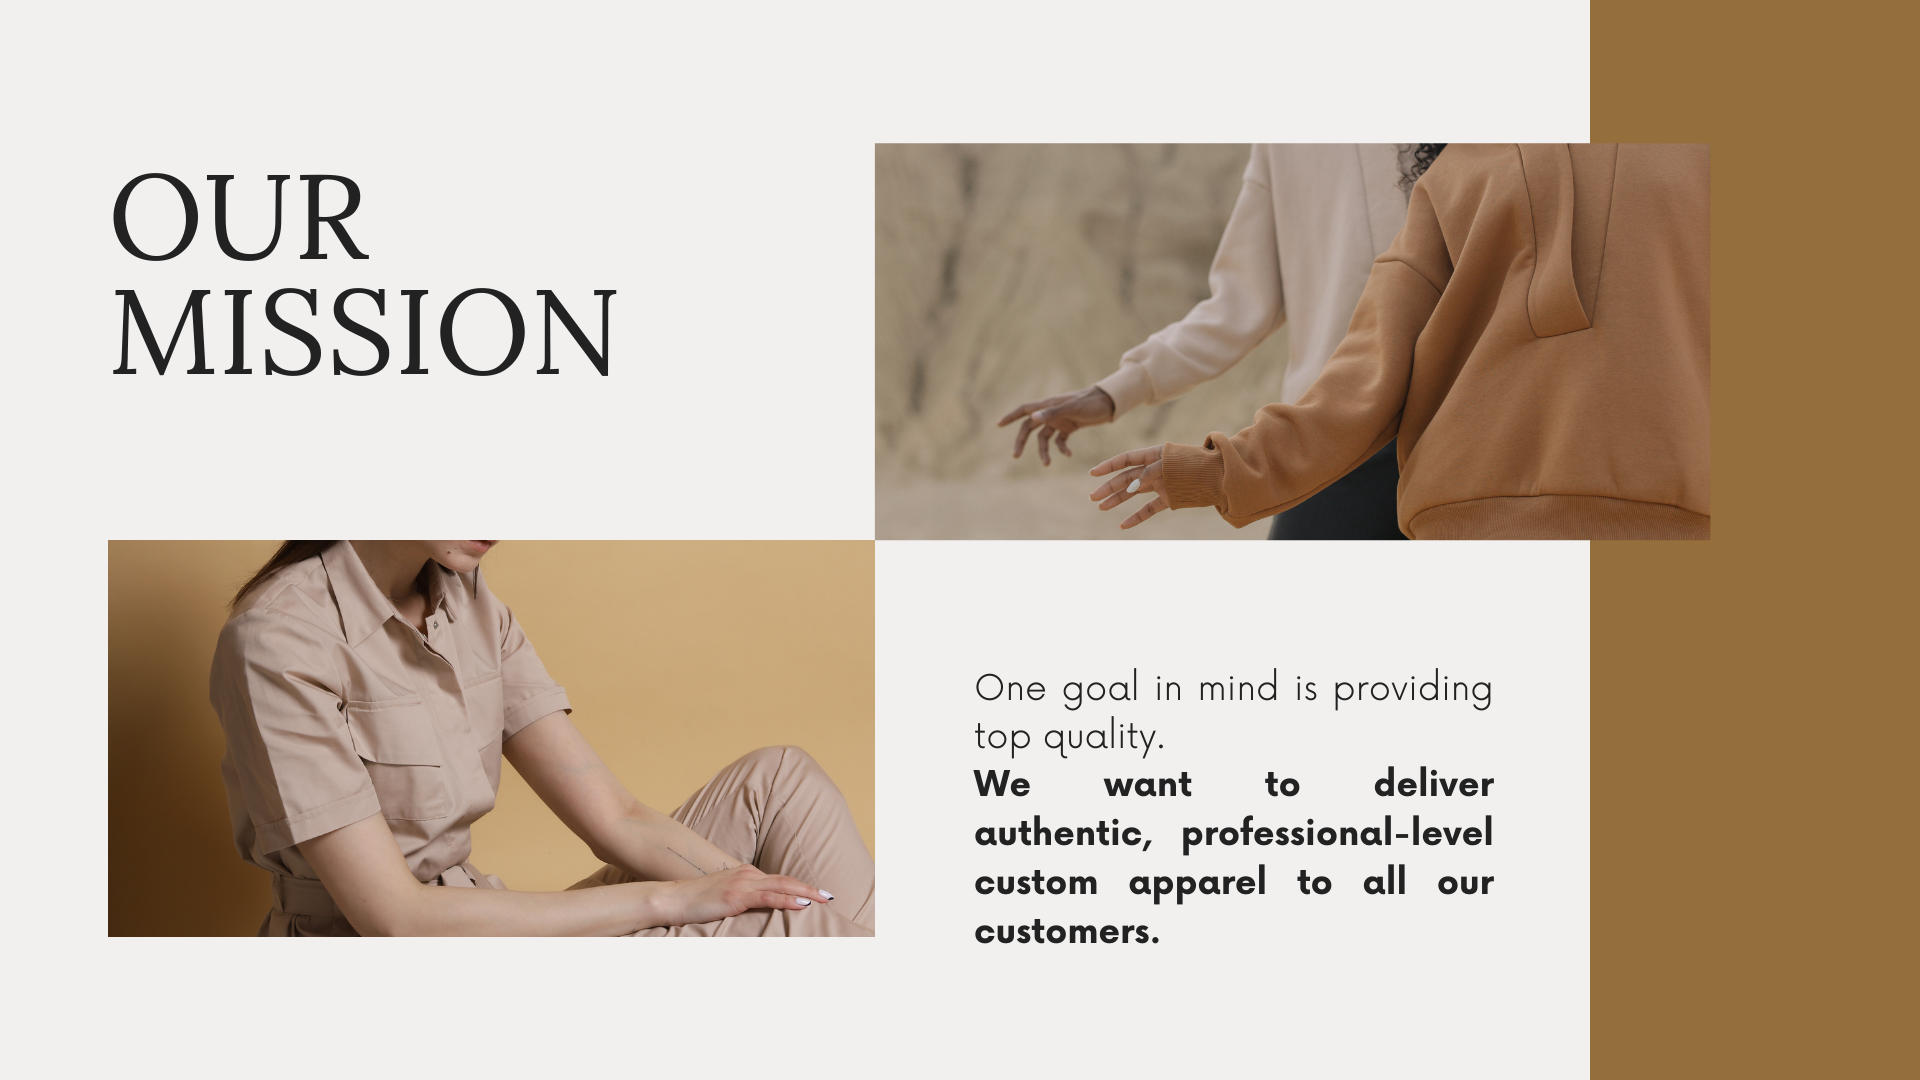 OUR
MISSION
One goal in mind is providing
top quality.
We want to deliver
authentic, professional-level
custom apparel to all our
customers.